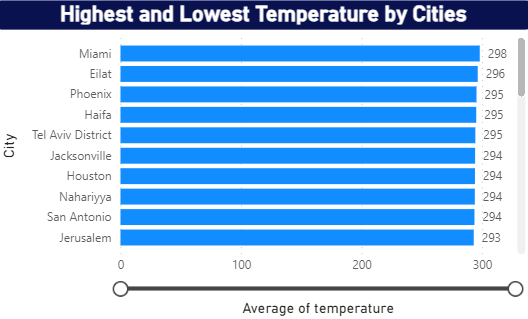 Highest and Lowest Temperature by Cities
City
Miami 298
Eilat 296
Phoenix 295
Haifa 295
Tel Aviv District 295
Jacksonville 294
Houston 294
Nahariyya 294
San Antonio 294
Jerusalem 293
0 100 200 300
Average of temperature